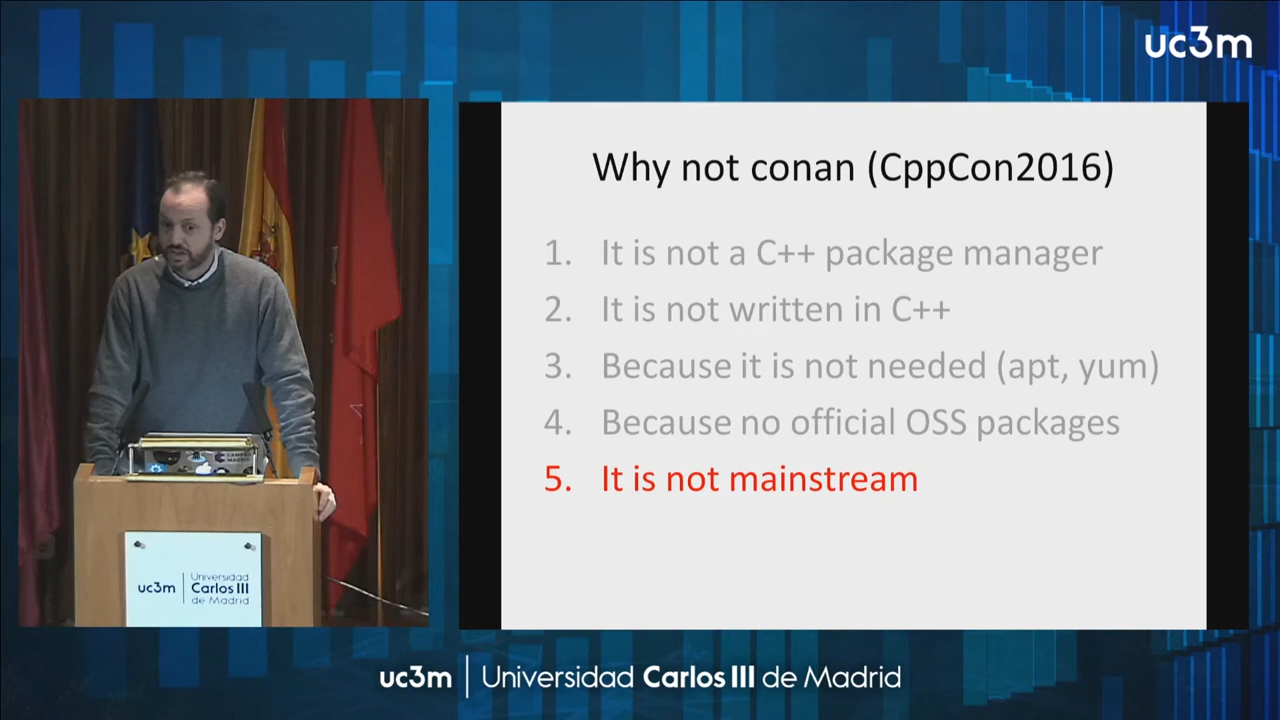 uc3m
Why not conan (CppCon2016)
1. It is not a C++ package manager
2. It is not written in C++
3. Because it is not needed (apt, yum)
4. Because no official OSS packages
5. It is not mainstream
CAMPUS
MADRID
uc3m | Universidad
Carlos III
de Madrid
uc3m | Universidad Carlos III de Madrid